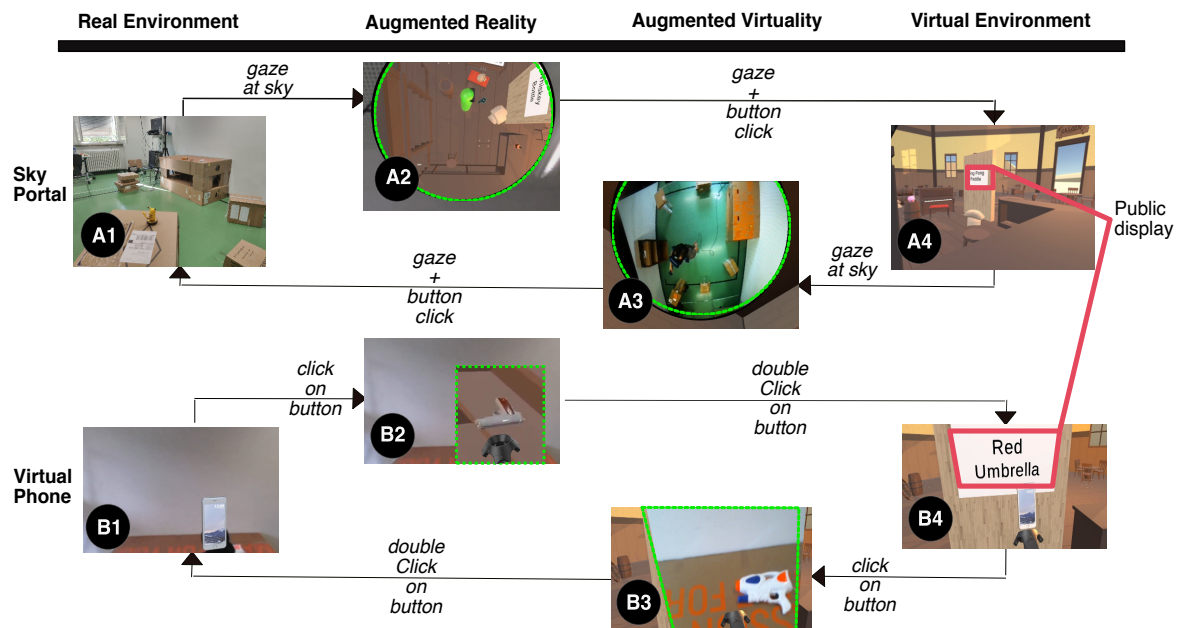 Real Environment
Augmented Reality
Augmented Virtuality
Virtual Environment
gaze
at sky
gaze
+
button
click
Sky
Portal
A1
A2
A3
A4
Public
display
gaze
+
button
click
gaze
at sky
click
on
button
double
Click
on
button
Virtual
Phone
B1
B2
B3
B4
Red
Umbrella
FOR
double
Click
on
button
click
on
button